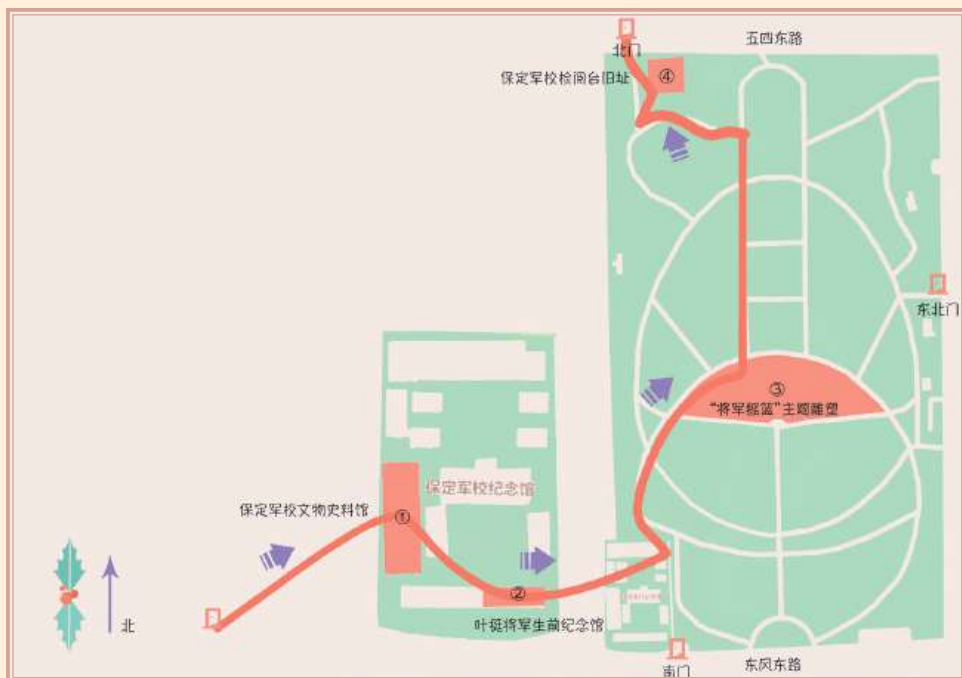 北门
五四东路
保定军校检阅台旧址
④
东北门
③
“将军摇篮”主题雕塑
保定军校纪念馆
保定军校文物史料馆
①
②
北
叶挺将军生前纪念馆
南门
东风东路